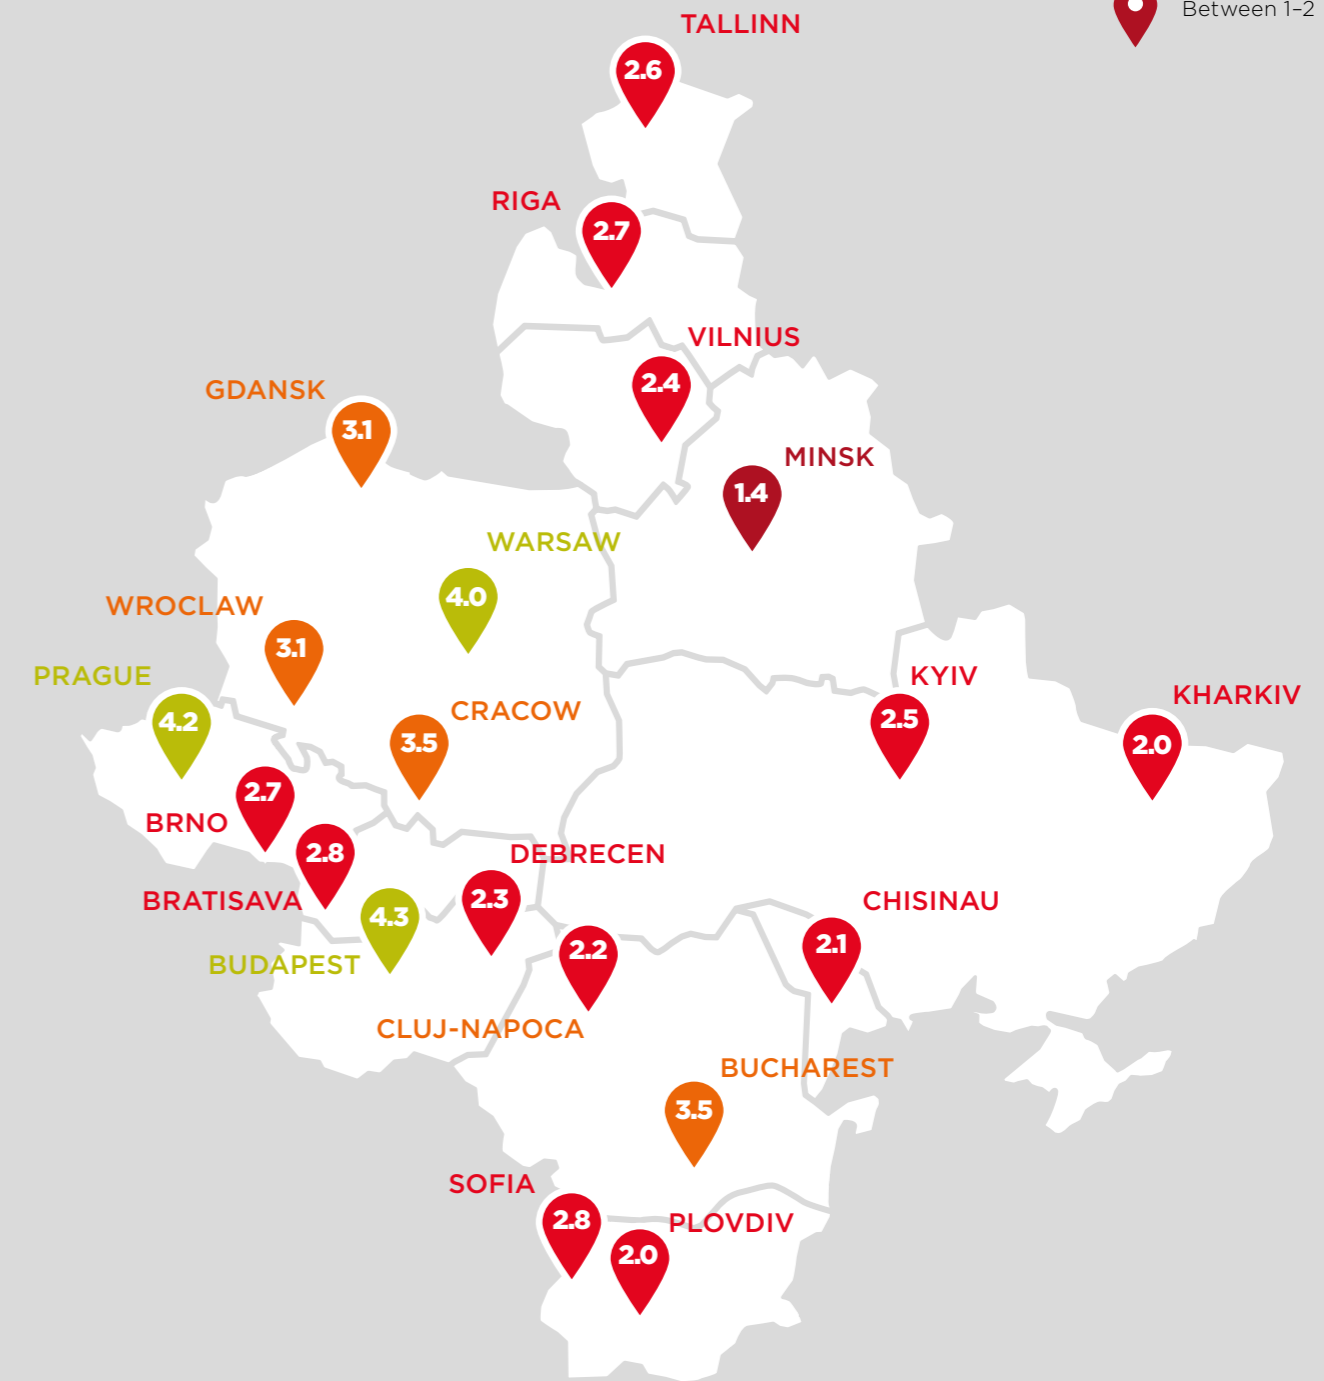 Between 1–2
TALLINN
2.6
RIGA
2.7
VILNIUS
2.4
GDANSK
3.1
MINSK
1.4
WARSAW
4.0
WROCLAW
3.1
PRAGUE
4.2
CRACOW
3.5
KYIV
2.5
KHARKIV
2.0
BRNO
2.7
BRATISAVA
2.8
DEBRECEN
2.3
BUDAPEST
4.3
CHISINAU
2.1
CLUJ-NAPOCA
2.2
BUCHAREST
3.5
SOFIA
2.8
PLOVDIV
2.0